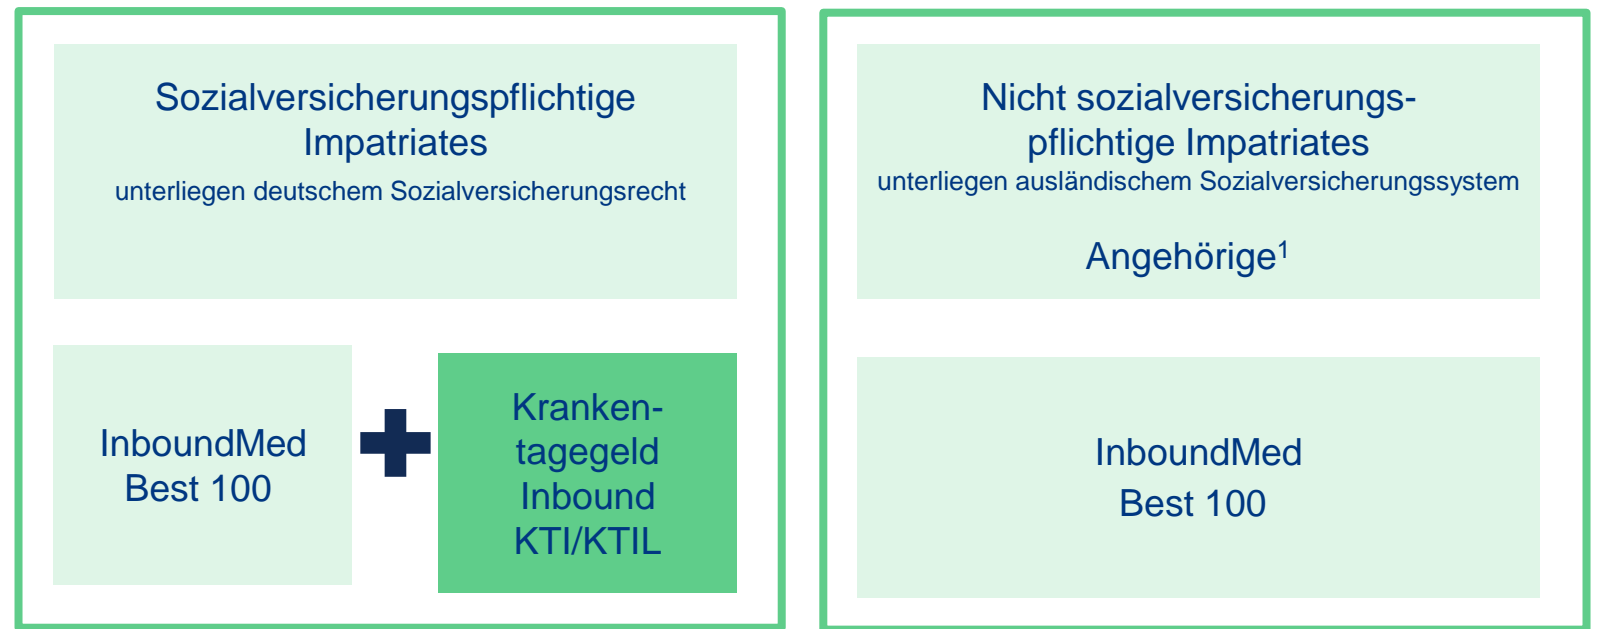 Sozialversicherungspflichtige
Impatriates
unterliegen deutschem Sozialversicherungsrecht
InboundMed
Best 100
Kranken-
tagegeld
Inbound
KTI/KTIL
Nicht sozialversicherungs-
pflichtige Impatriates
unterliegen ausländischem Sozialversicherungssystem
Angehörige¹
InboundMed
Best 100